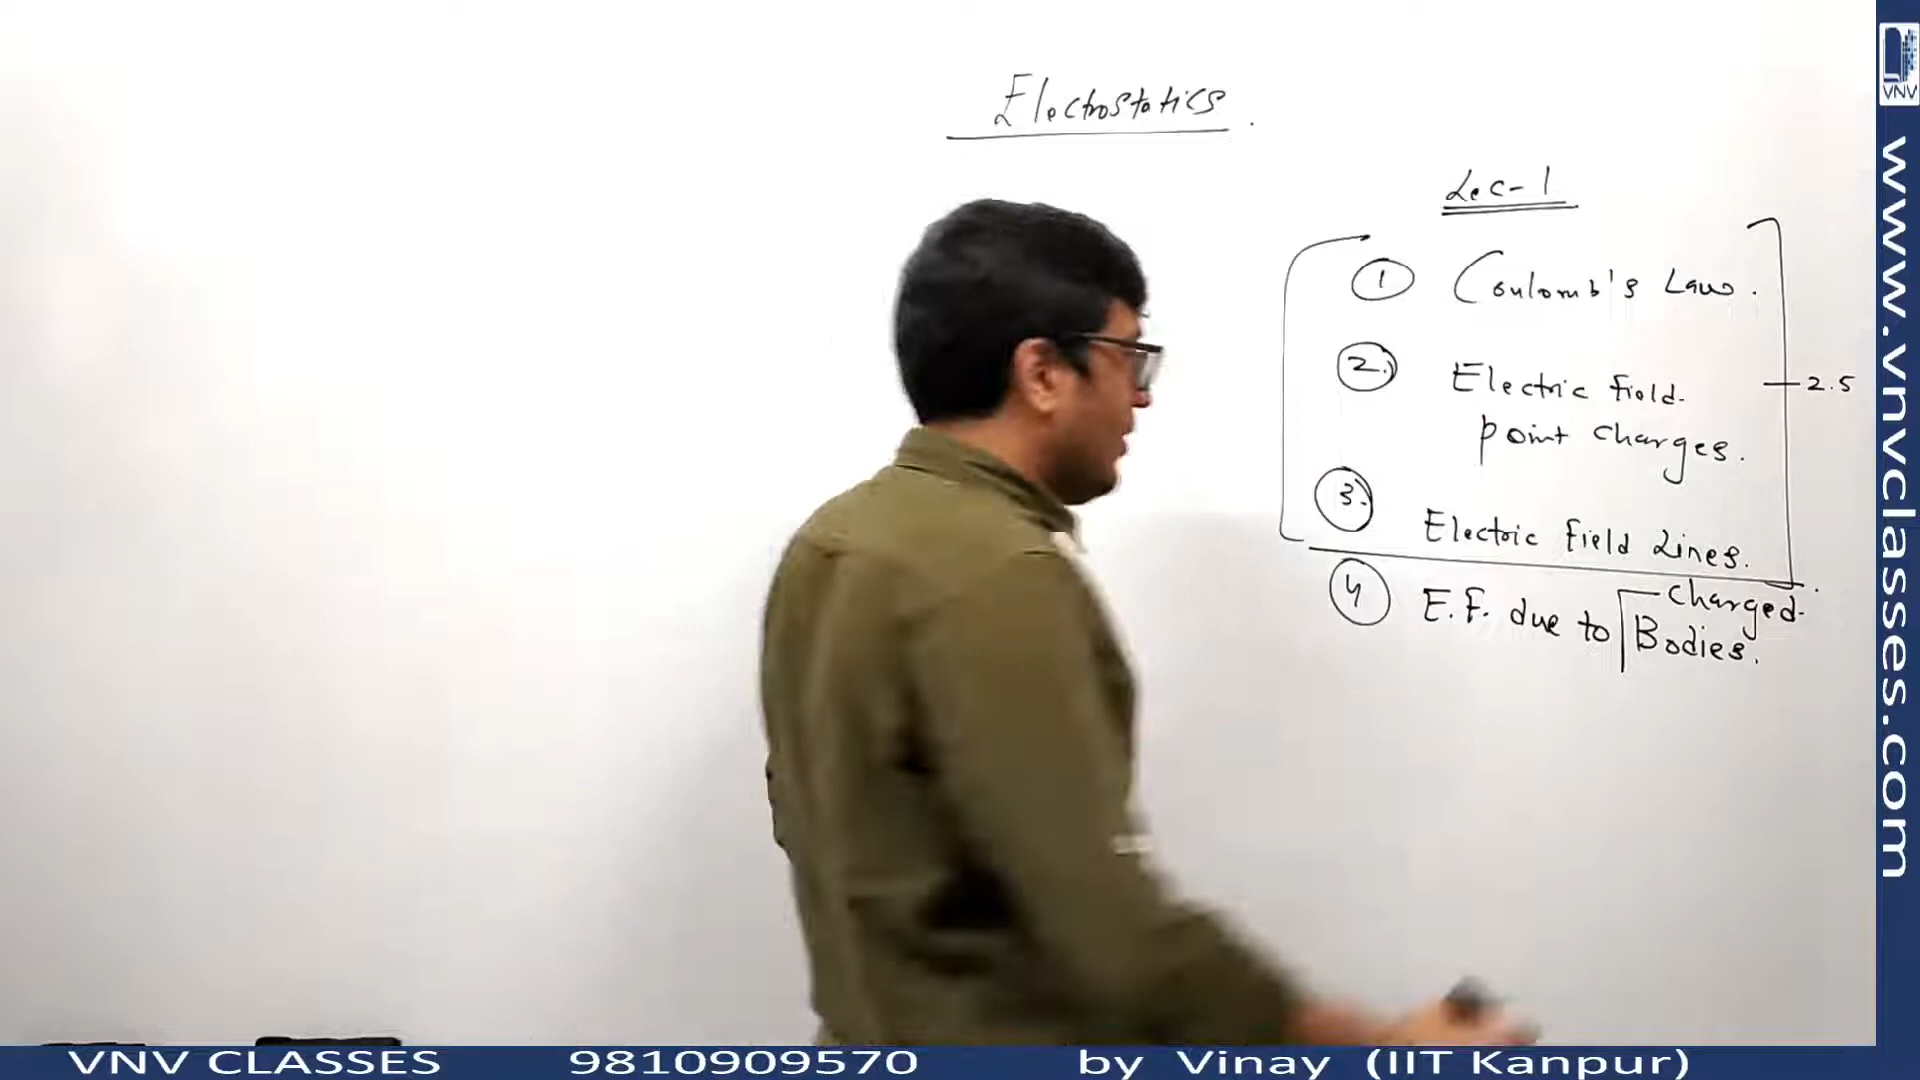 Electrostatics.
Lec-1
1 Coulomb's Law.
2. Electric Field
point charges.
2.5
3. Electric Field Lines.
4 E.F. due to charged
Bodies.
VNV
www.vnvclasses.com
VNV CLASSES 9810909570 by Vinay (IIT Kanpur)